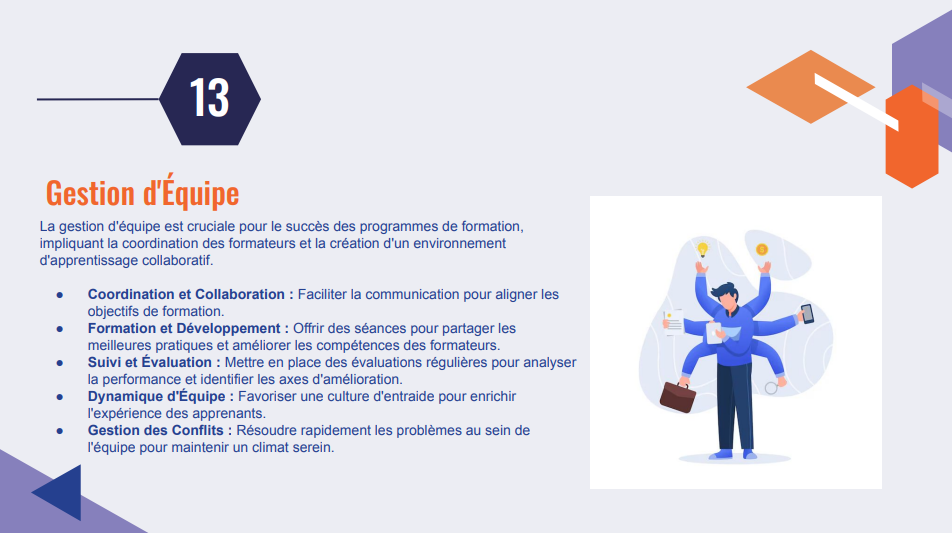 13
Gestion d'Équipe
La gestion d'équipe est cruciale pour le succès des programmes de formation,
impliquant la coordination des formateurs et la création d'un environnement
d'apprentissage collaboratif.
● Coordination et Collaboration : Faciliter la communication pour aligner les
objectifs de formation.
● Formation et Développement : Offrir des séances pour partager les
meilleures pratiques et améliorer les compétences des formateurs.
● Suivi et Évaluation : Mettre en place des évaluations régulières pour analyser
la performance et identifier les axes d'amélioration.
● Dynamique d'Équipe : Favoriser une culture d'entraide pour enrichir
l'expérience des apprenants.
● Gestion des Conflits : Résoudre rapidement les problèmes au sein de
l'équipe pour maintenir un climat serein.